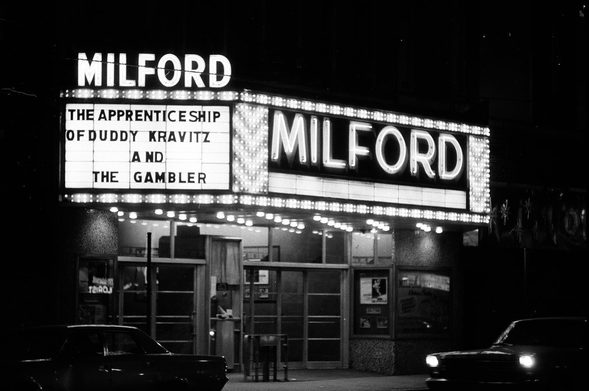 MILFORD
THE APPRENTICESHIP
OF DUDDY KRAVITZ
AND
THE GAMBLER
MILFORD